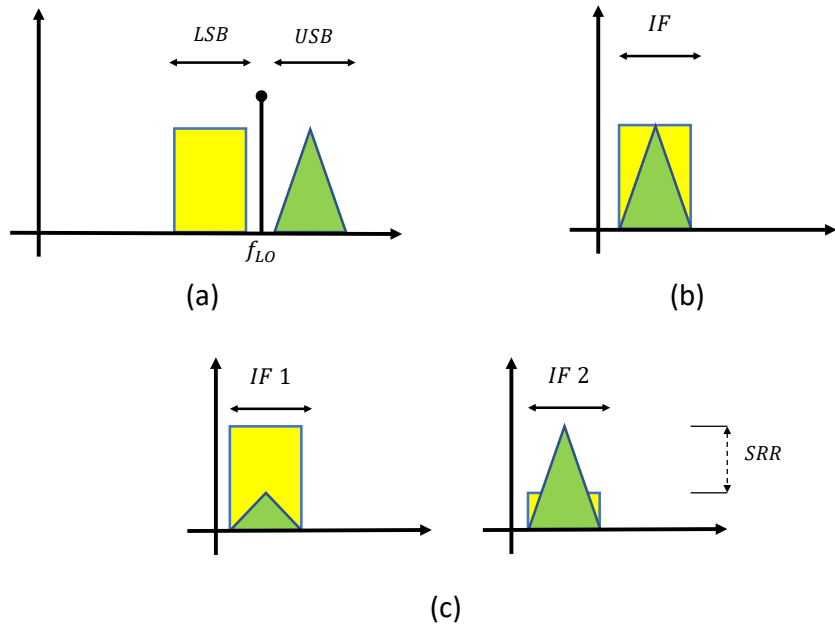 LSB
USB
f_LO
(a)
IF
(b)
IF 1
IF 2
SRR
(c)